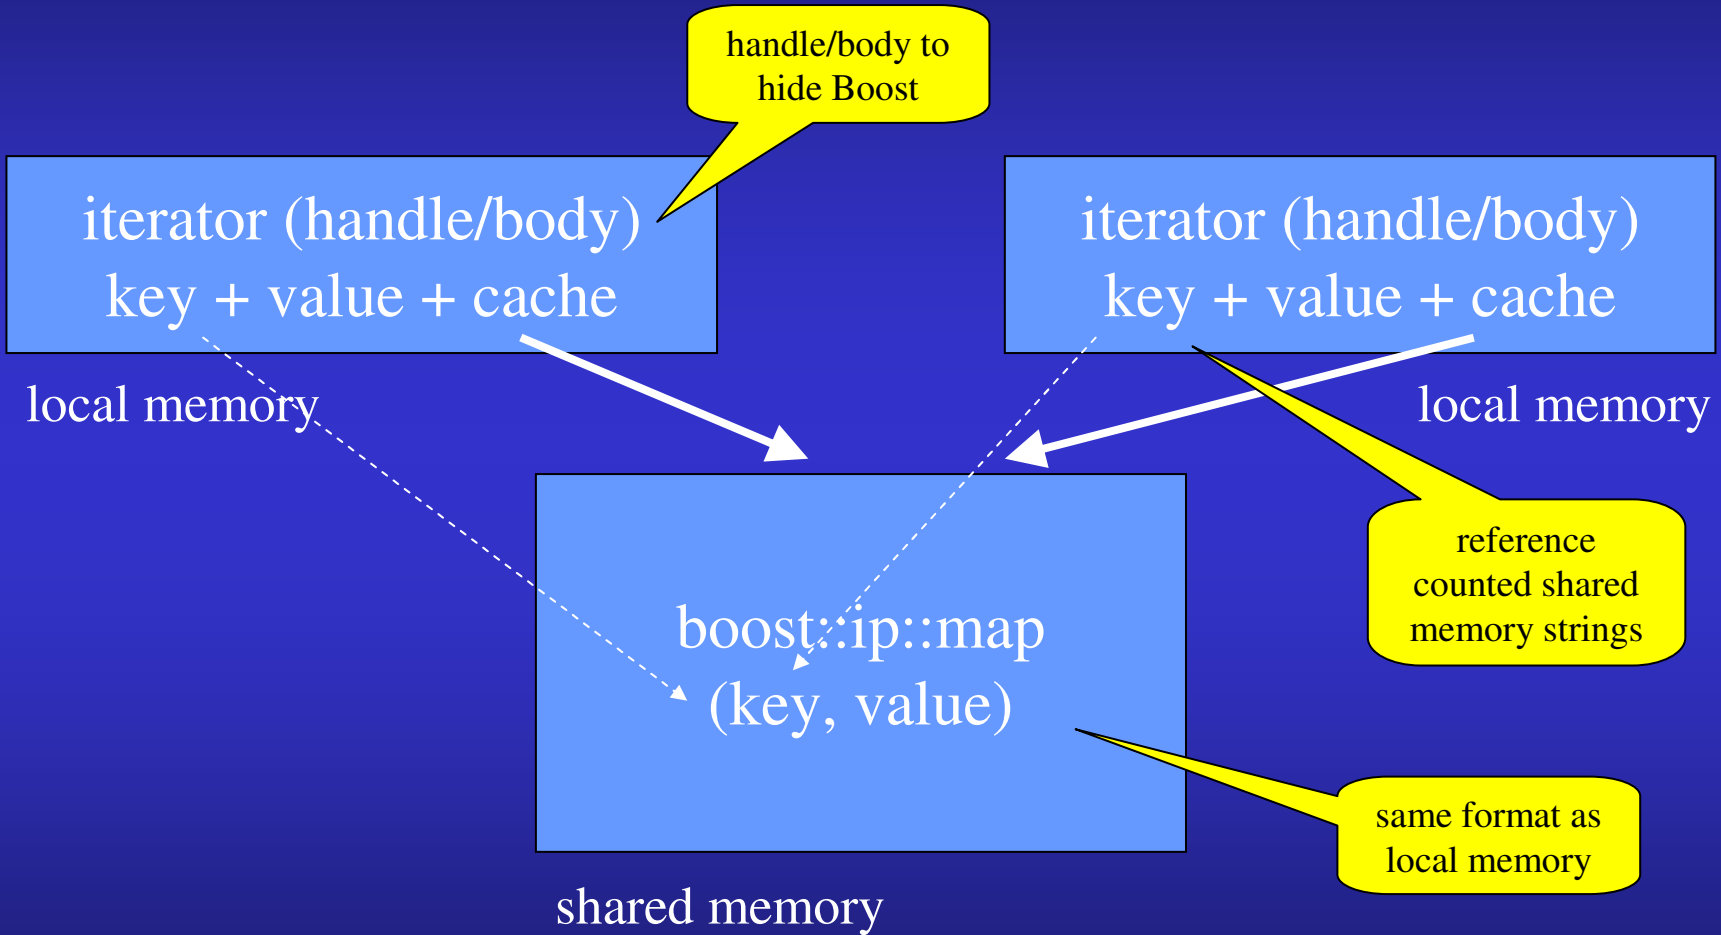 handle/body to
hide Boost
iterator (handle/body)
key + value + cache
iterator (handle/body)
key + value + cache
local memory
local memory
reference
counted shared
memory strings
boost::ip::map
(key, value)
same format as
local memory
shared memory